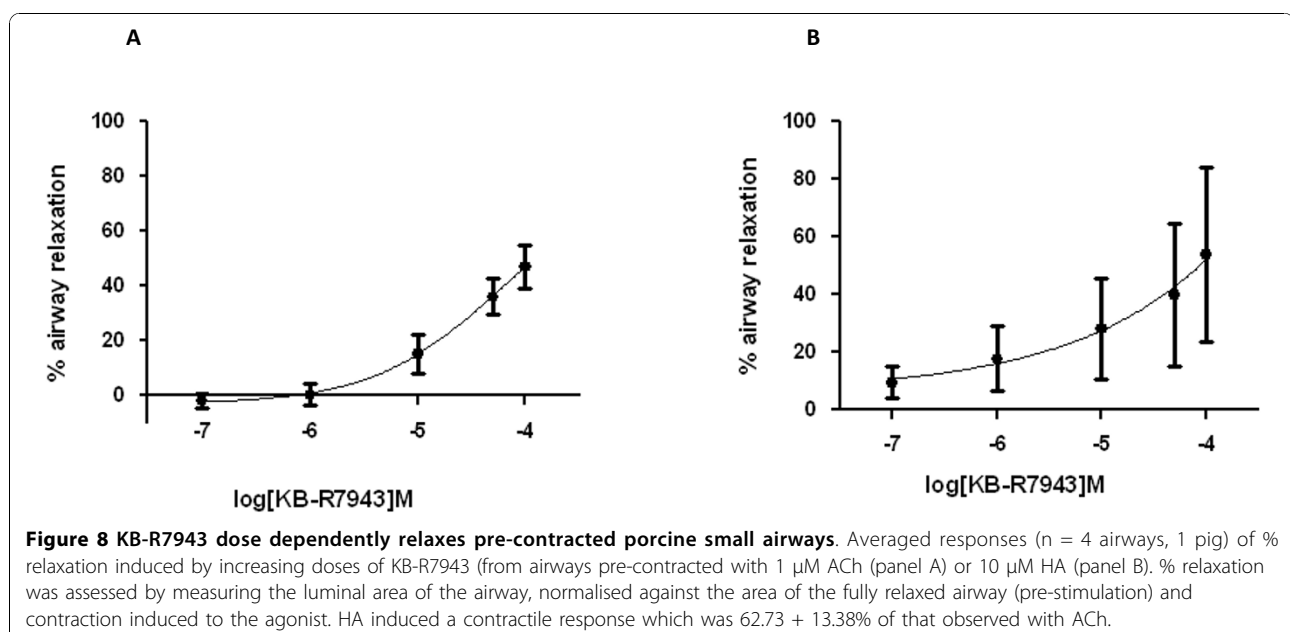 A
B
100
80
60
40
20
0
% airway relaxation
-7
-6
-5
-4
log[KB-R7943]M
100
80
60
40
20
0
% airway relaxation
-7
-6
-5
-4
log[KB-R7943]M
Figure 8 KB-R7943 dose dependently relaxes pre-contracted porcine small airways. Averaged responses (n = 4 airways, 1 pig) of %
relaxation induced by increasing doses of KB-R7943 (from airways pre-contracted with 1 μM ACh (panel A) or 10 μM HA (panel B). % relaxation
was assessed by measuring the luminal area of the airway, normalised against the area of the fully relaxed airway (pre-stimulation) and
contraction induced to the agonist. HA induced a contractile response which was 62.73 + 13.38% of that observed with ACh.